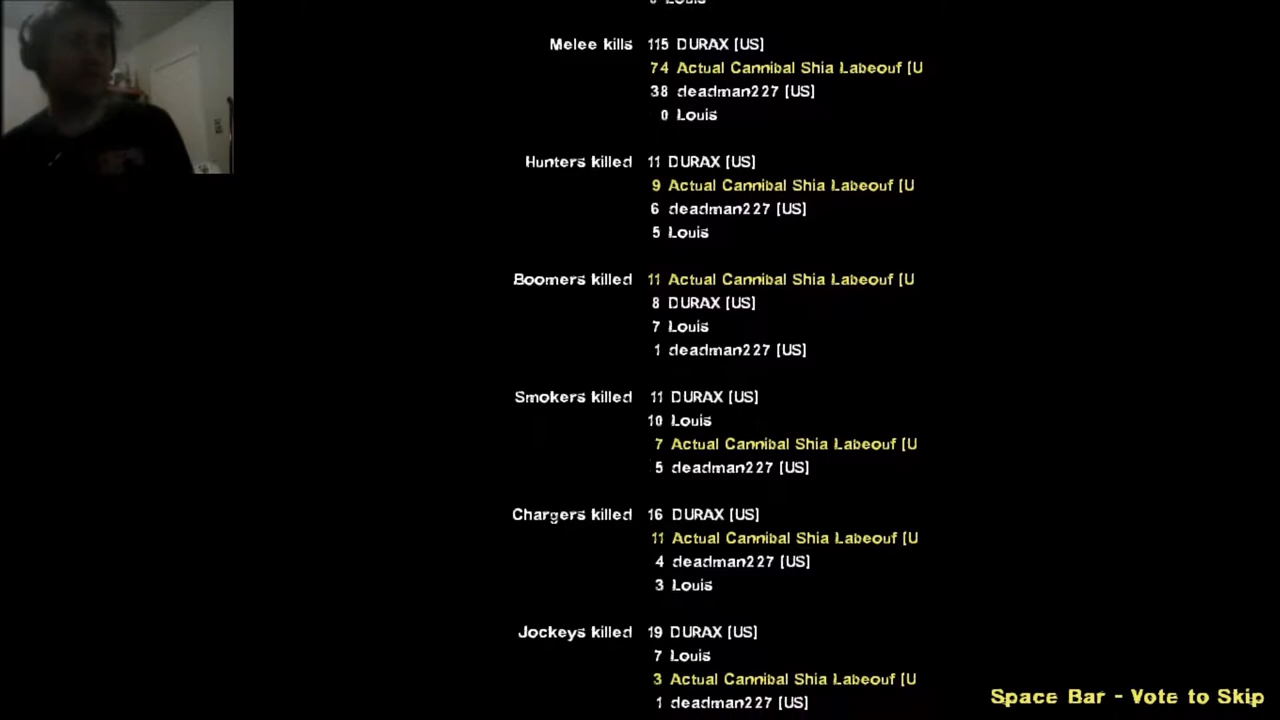 Louis
Melee kills 115 DURAX [US]
74 Actual Cannibal Shia Labeouf [U
38 deadman227 [US]
0 Louis
Hunters killed 11 DURAX [US]
9 Actual Cannibal Shia Labeouf [U
6 deadman227 [US]
5 Louis
Boomers killed 11 Actual Cannibal Shia Labeouf [U
8 DURAX [US]
7 Louis
1 deadman227 [US]
Smokers killed 11 DURAX [US]
10 Louis
7 Actual Cannibal Shia Labeouf [U
5 deadman227 [US]
Chargers killed 16 DURAX [US]
11 Actual Cannibal Shia Labeouf [U
4 deadman227 [US]
3 Louis
Jockeys killed 19 DURAX [US]
7 Louis
3 Actual Cannibal Shia Labeouf [U
1 deadman227 [US]
Space Bar - Vote to Skip